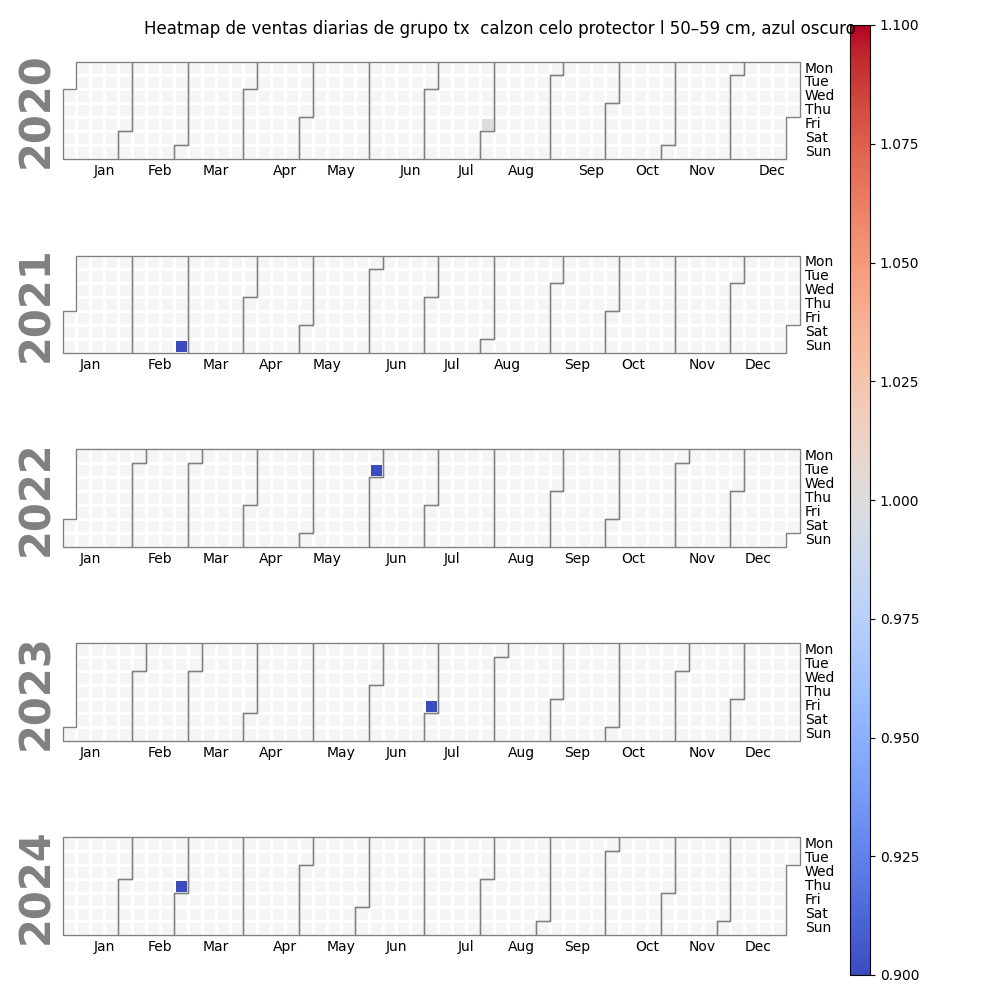 Heatmap de ventas diarias de grupo tx  calzon celo protector l 50–59 cm, azul oscuro
2020
Mon
Tue
Wed
Thu
Fri
Sat
Sun
Jan Feb Mar Apr May Jun Jul Aug Sep Oct Nov Dec
2021
Mon
Tue
Wed
Thu
Fri
Sat
Sun
Jan Feb Mar Apr May Jun Jul Aug Sep Oct Nov Dec
2022
Mon
Tue
Wed
Thu
Fri
Sat
Sun
Jan Feb Mar Apr May Jun Jul Aug Sep Oct Nov Dec
2023
Mon
Tue
Wed
Thu
Fri
Sat
Sun
Jan Feb Mar Apr May Jun Jul Aug Sep Oct Nov Dec
2024
Mon
Tue
Wed
Thu
Fri
Sat
Sun
Jan Feb Mar Apr May Jun Jul Aug Sep Oct Nov Dec
1.100
1.075
1.050
1.025
1.000
0.975
0.950
0.925
0.900